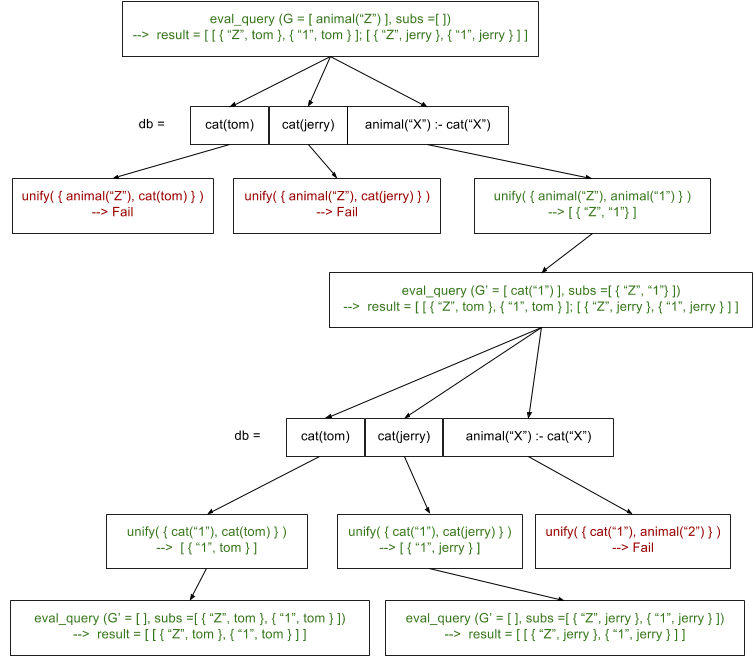 eval_query (G = [ animal(“Z”) ], subs =[ ])
--> result = [ [ { “Z”, tom }, { “1”, tom } ]; [ { “Z”, jerry }, { “1”, jerry } ] ]
db =
cat(tom)
cat(jerry)
animal(“X”) :- cat(“X”)
unify( { animal(“Z”), cat(tom) } )
--> Fail
unify( { animal(“Z”), cat(jerry) } )
--> Fail
unify( { animal(“Z”), animal(“1”) } )
--> [ { “Z”, “1”} ]
eval_query (G’ = [ cat(“1”) ], subs =[ { “Z”, “1”} ])
--> result = [ [ { “Z”, tom }, { “1”, tom } ]; [ { “Z”, jerry }, { “1”, jerry } ] ]
db =
cat(tom)
cat(jerry)
animal(“X”) :- cat(“X”)
unify( { cat(“1”), cat(tom) } )
--> [ { “1”, tom } ]
unify( { cat(“1”), cat(jerry) } )
--> [ { “1”, jerry } ]
unify( { cat(“1”), animal(“2”) } )
--> Fail
eval_query (G’ = [ ], subs =[ { “Z”, tom }, { “1”, tom } ])
--> result = [ [ { “Z”, tom }, { “1”, tom } ] ]
eval_query (G’ = [ ], subs =[ { “Z”, jerry }, { “1”, jerry } ])
--> result = [ [ { “Z”, jerry }, { “1”, jerry } ] ]